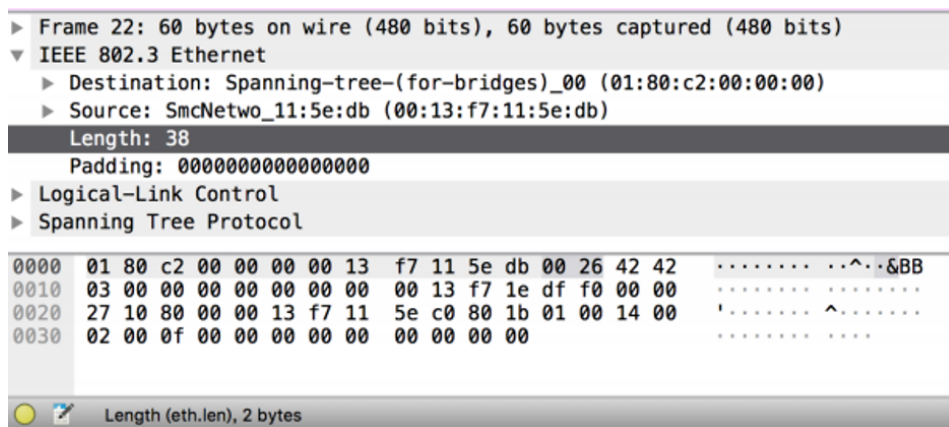 Frame 22: 60 bytes on wire (480 bits), 60 bytes captured (480 bits)
IEEE 802.3 Ethernet
Destination: Spanning-tree-(for-bridges)_00 (01:80:c2:00:00:00)
Source: SmcNetwo_11:5e:db (00:13:f7:11:5e:db)
Length: 38
Padding: 0000000000000000
Logical-Link Control
Spanning Tree Protocol
0000 01 80 c2 00 00 00 00 13 f7 11 5e db 00 26 42 42 ........ ..^..&BB
0010 03 00 00 00 00 00 00 00 13 f7 1e df f0 00 00 ........ ........
0020 27 10 80 00 00 13 f7 11 5e c0 80 1b 01 00 14 00 '....... ^.......
0030 02 00 0f 00 00 00 00 00 00 00 00 00 ........ ....
Length (eth.len), 2 bytes